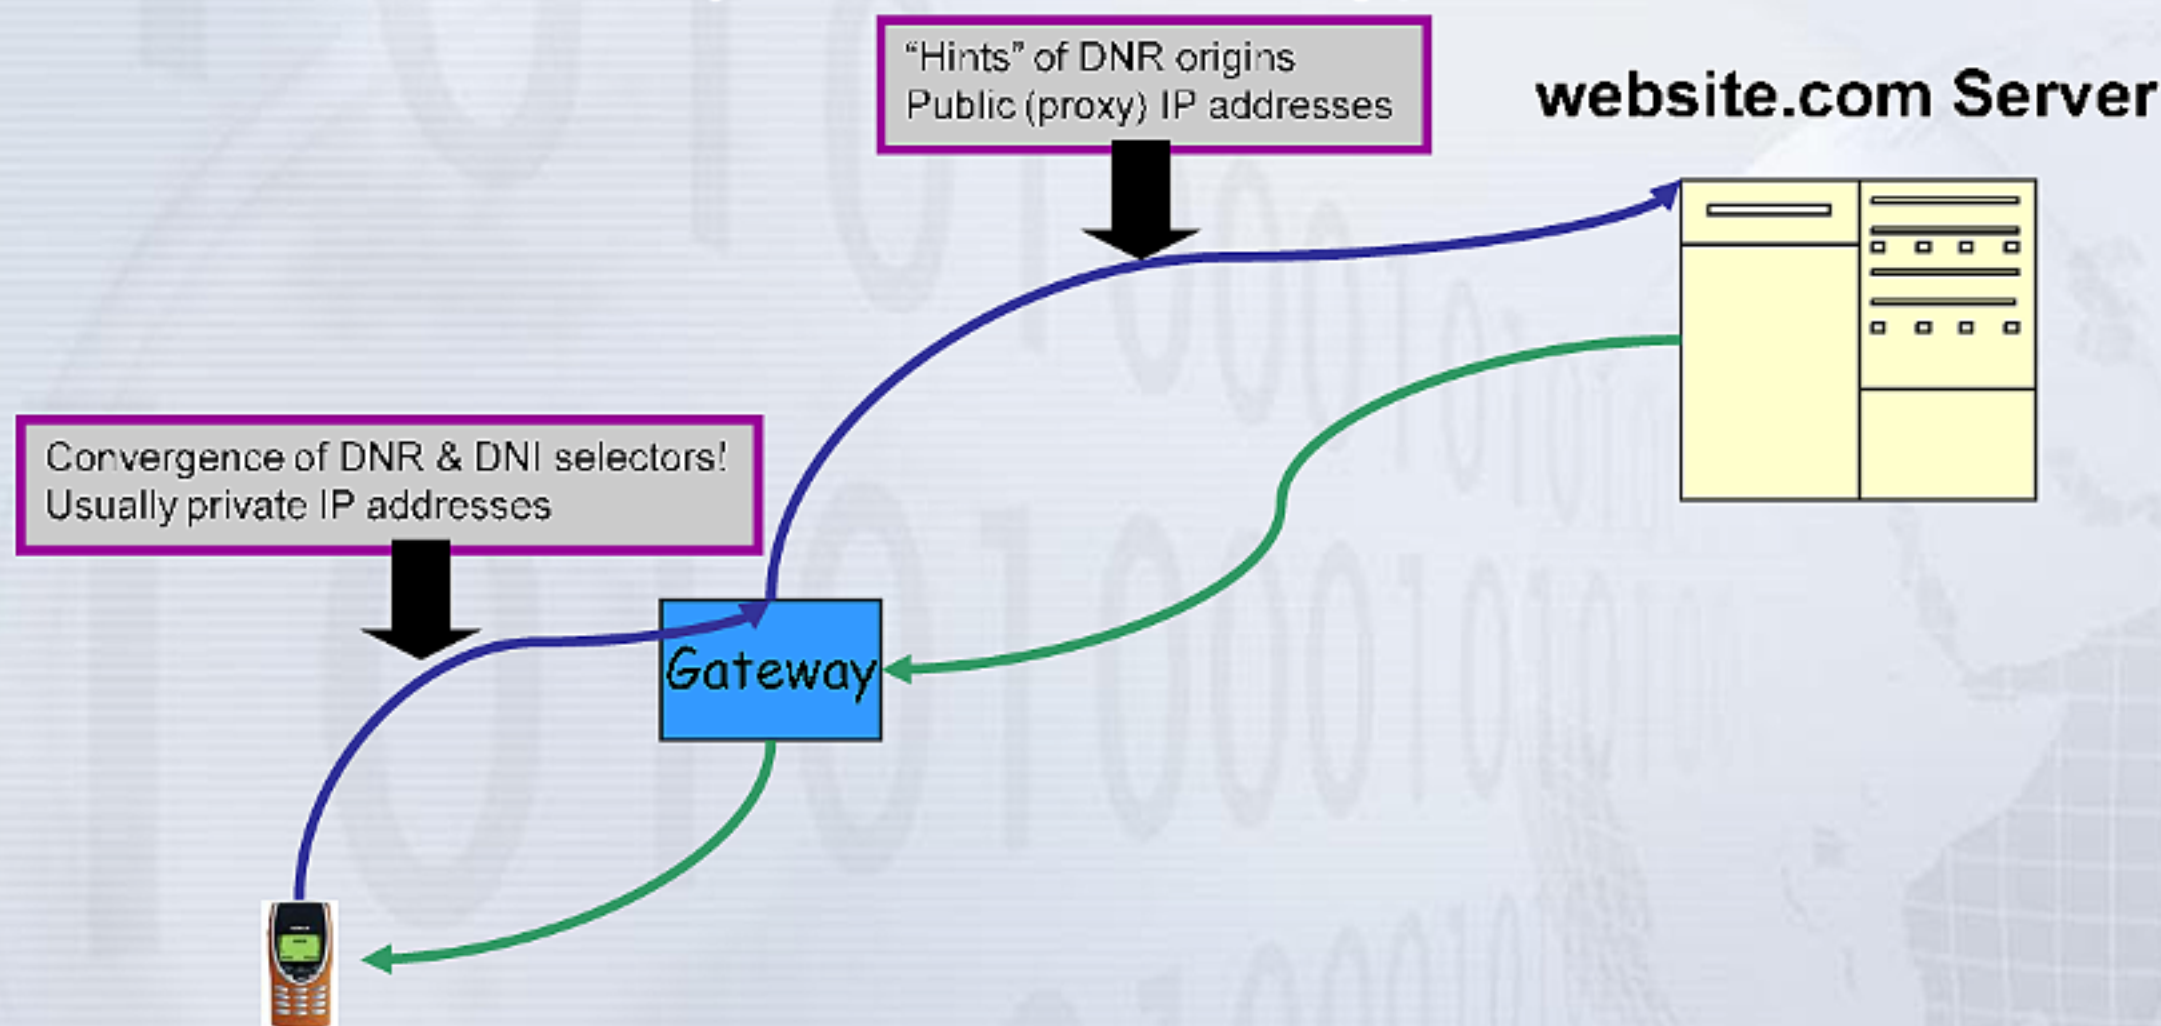 “Hints” of DNR origins
Public (proxy) IP addresses
website.com Server
Convergence of DNR & DNI selectors!
Usually private IP addresses
Gateway